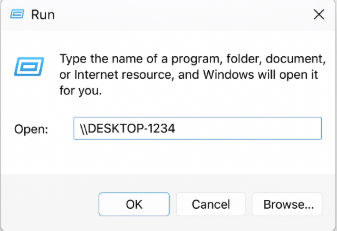 Run
Type the name of a program, folder, document,
or Internet resource, and Windows will open it
for you.
Open: \\DESKTOP-1234
OK Cancel Browse...